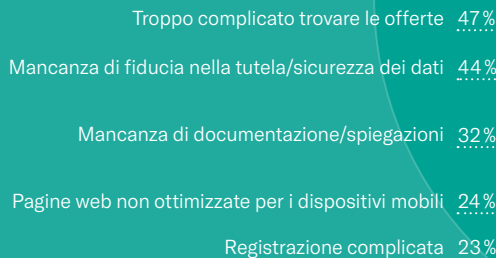 Troppo complicato trovare le offerte 47%
Mancanza di fiducia nella tutela/sicurezza dei dati 44%
Mancanza di documentazione/spiegazioni 32%
Pagine web non ottimizzate per i dispositivi mobili 24%
Registrazione complicata 23%